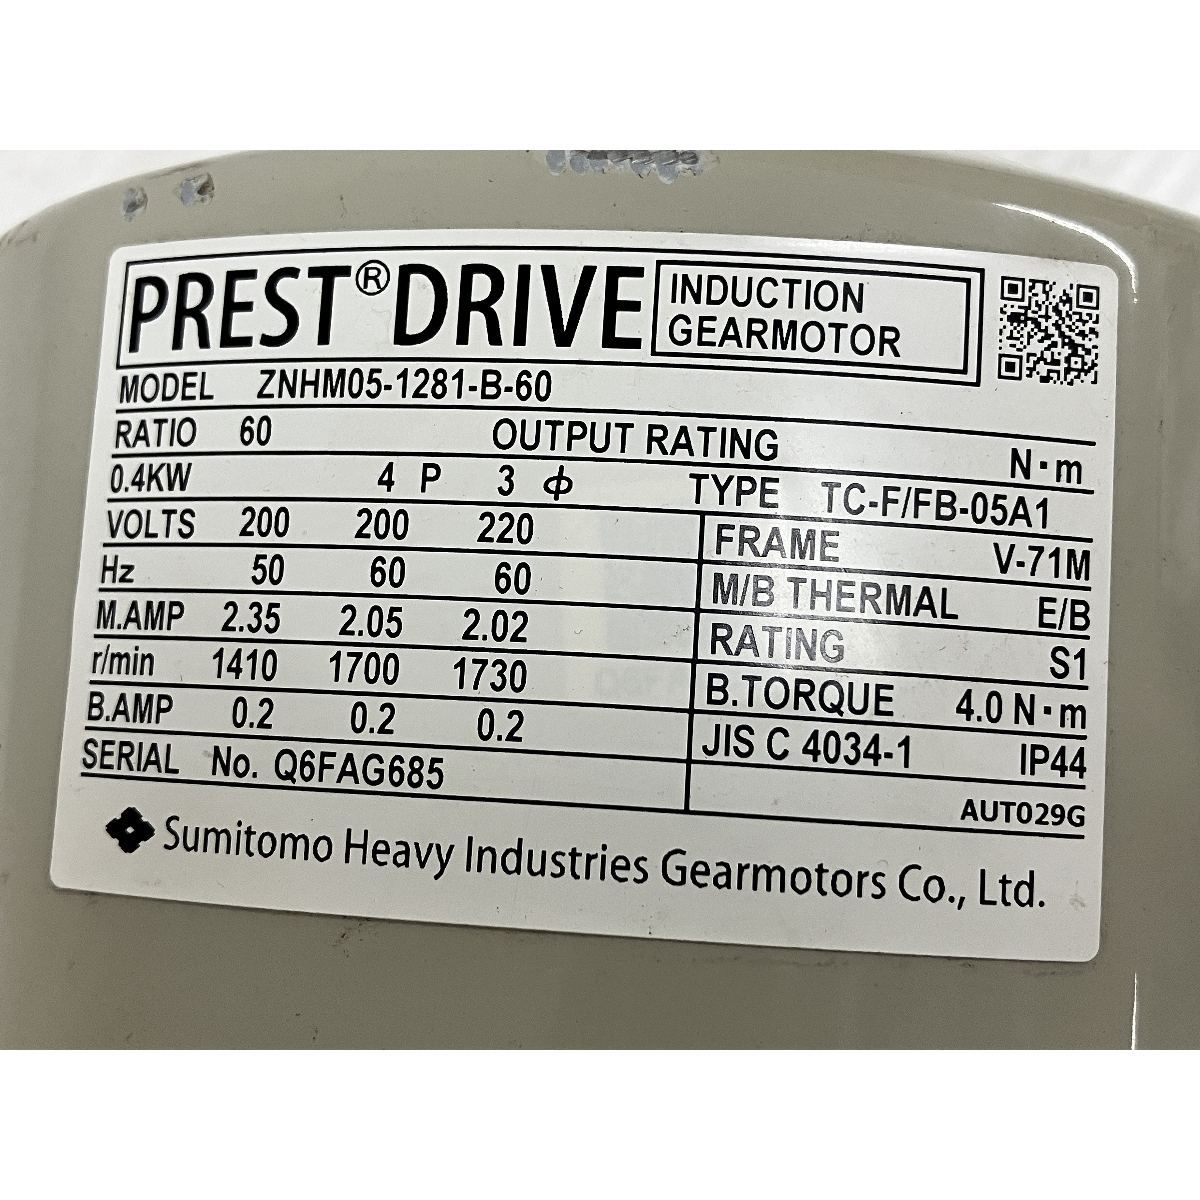 PREST® DRIVE INDUCTION GEARMOTOR
MODEL ZNHM05-1281-B-60
RATIO 60 OUTPUT RATING N·m
0.4KW 4 P 3 ϕ TYPE TC-F/FB-05A1
VOLTS 200 200 220 FRAME V-71M
Hz 50 60 60 M/B THERMAL E/B
M.AMP 2.35 2.05 2.02 RATING S1
r/min 1410 1700 1730 B.TORQUE 4.0 N·m
B.AMP 0.2 0.2 0.2 JIS C 4034-1 IP44
SERIAL No. Q6FAG685 AUT029G
Sumitomo Heavy Industries Gearmotors Co., Ltd.